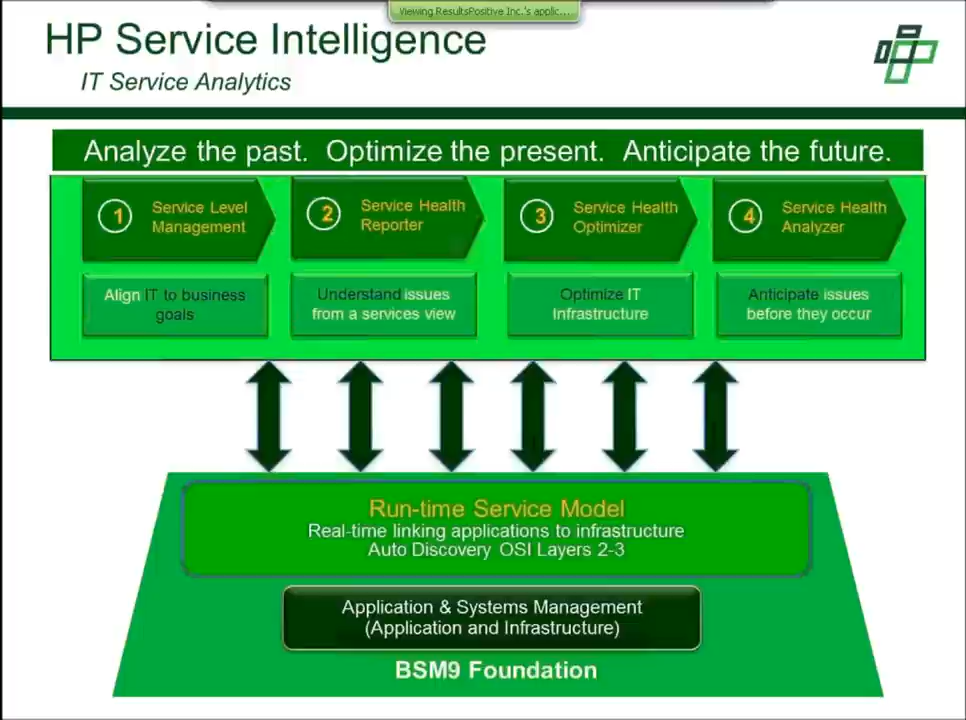 Viewing ResultsPositive Inc.'s applic...
HP Service Intelligence
IT Service Analytics
Analyze the past. Optimize the present. Anticipate the future.
1
Service Level
Management
2
Service Health
Reporter
3
Service Health
Optimizer
4
Service Health
Analyzer
Align IT to business
goals
Understand issues
from a services view
Optimize IT
Infrastructure
Anticipate issues
before they occur
Run-time Service Model
Real-time linking applications to infrastructure
Auto Discovery OSI Layers 2-3
Application & Systems Management
(Application and Infrastructure)
BSM9 Foundation